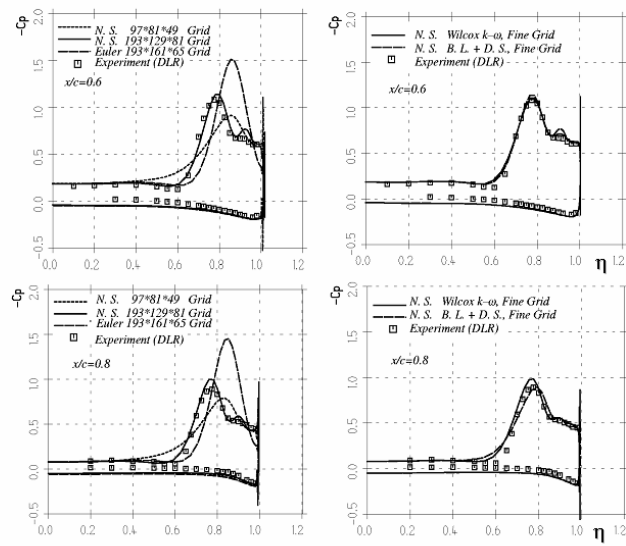 -Cp
2.0
1.5
1.0
0.5
0.0
-0.5
N. S. 97*81*49 Grid
N. S. 193*129*81 Grid
Euler 193*161*65 Grid
Experiment (DLR)
x/c=0.6
0.0 0.2 0.4 0.6 0.8 1.0 1.2
-Cp
2.0
1.5
1.0
0.5
0.0
-0.5
N. S. Wilcox k-ω, Fine Grid
N. S. B. L. + D. S., Fine Grid
Experiment (DLR)
x/c=0.6
0.0 0.2 0.4 0.6 0.8 1.0 1.2
η
-Cp
2.0
1.5
1.0
0.5
0.0
-0.5
N. S. 97*81*49 Grid
N. S. 193*129*81 Grid
Euler 193*161*65 Grid
Experiment (DLR)
x/c=0.8
0.0 0.2 0.4 0.6 0.8 1.0 1.2
-Cp
2.0
1.5
1.0
0.5
0.0
-0.5
N. S. Wilcox k-ω, Fine Grid
N. S. B. L. + D. S., Fine Grid
Experiment (DLR)
x/c=0.8
0.0 0.2 0.4 0.6 0.8 1.0 1.2
η